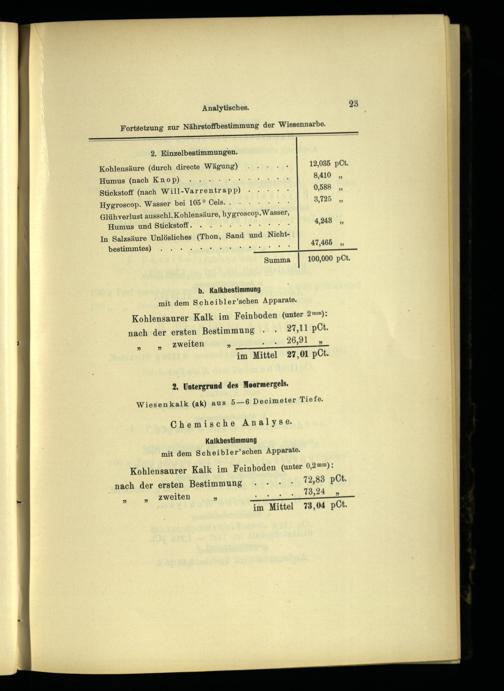 Analytisches. 23
Fortsetzung zur Nährstoffbestimmung der Wiesennarbe.
2. Einzelbestimmungen.
Kohlensäure (durch directe Wägung) . . . . . 12,035 pCt.
Humus (nach Knop) . . . . . . . . . . 8,410 „
Stickstoff (nach Will-Varrentrapp) . . . . . 0,588 „
Hygroscop. Wasser bei 105° Cels. . . . . . . 3,725 „
Glühverlust ausschl. Kohlensäure, hygroscop. Wasser,
Humus und Stickstoff . . . . . . . . . . 4,243 „
In Salzsäure Unlösliches (Thon, Sand und Nicht-
bestimmtes) . . . . . . . . . . . . . 47,465 „
Summa 100,000 pCt.
b. Kalkbestimmung
mit dem Scheibler'schen Apparate.
Kohlensaurer Kalk im Feinboden (unter 2mm):
nach der ersten Bestimmung . . 27,11 pCt.
„ „ zweiten „ . . 26,91 „
im Mittel 27,01 pCt.
2. Untergrund des Moormergels.
Wiesenkalk (ak) aus 5—6 Decimeter Tiefe.
Chemische Analyse.
Kalkbestimmung
mit dem Scheibler'schen Apparate.
Kohlensaurer Kalk im Feinboden (unter 0,2mm):
nach der ersten Bestimmung . . . . 72,83 pCt.
„ „ zweiten „ . . . . 73,24 „
im Mittel 73,04 pCt.